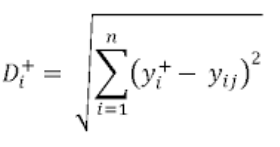 D_i^+ = \sqrt{\sum_{i=1}^{n} (y_i^+ - y_{ij})^2}